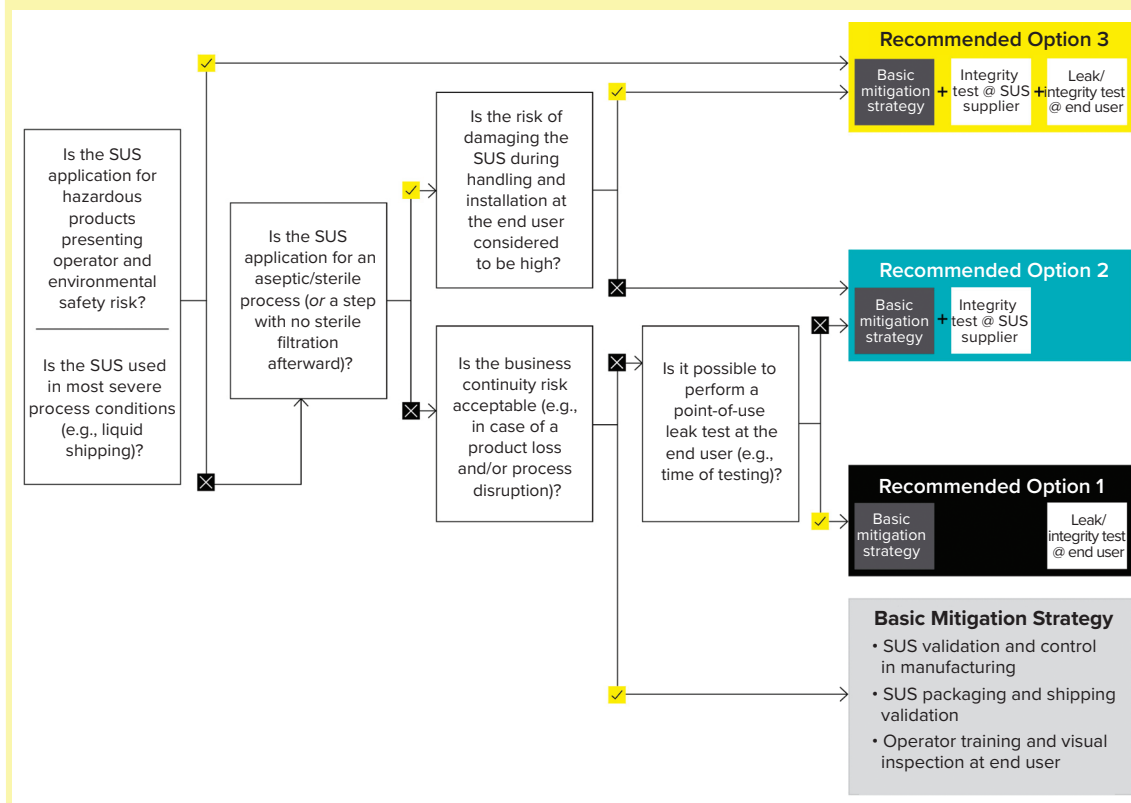 Is the SUS
application for
hazardous
products
presenting
operator and
environmental
safety risk?
Is the SUS used
in most severe
process conditions
(e.g., liquid
shipping)?
Is the SUS
application for an
aseptic/sterile
process (or a step
with no sterile
filtration
afterward)?
Is the risk of
damaging the
SUS during
handling and
installation at
the end user
considered
to be high?
Is the business
continuity risk
acceptable (e.g.,
in case of a
product loss
and/or process
disruption)?
Is it possible to
perform a
point-of-use
leak test at the
end user (e.g.,
time of testing)?
Recommended Option 3
Basic
mitigation
strategy
+
Integrity
test @ SUS
supplier
+
Leak/
integrity test
@ end user
Recommended Option 2
Basic
mitigation
strategy
+
Integrity
test @ SUS
supplier
Recommended Option 1
Basic
mitigation
strategy
Leak/
integrity test
@ end user
Basic Mitigation Strategy
• SUS validation and control
in manufacturing
• SUS packaging and shipping
validation
• Operator training and visual
inspection at end user